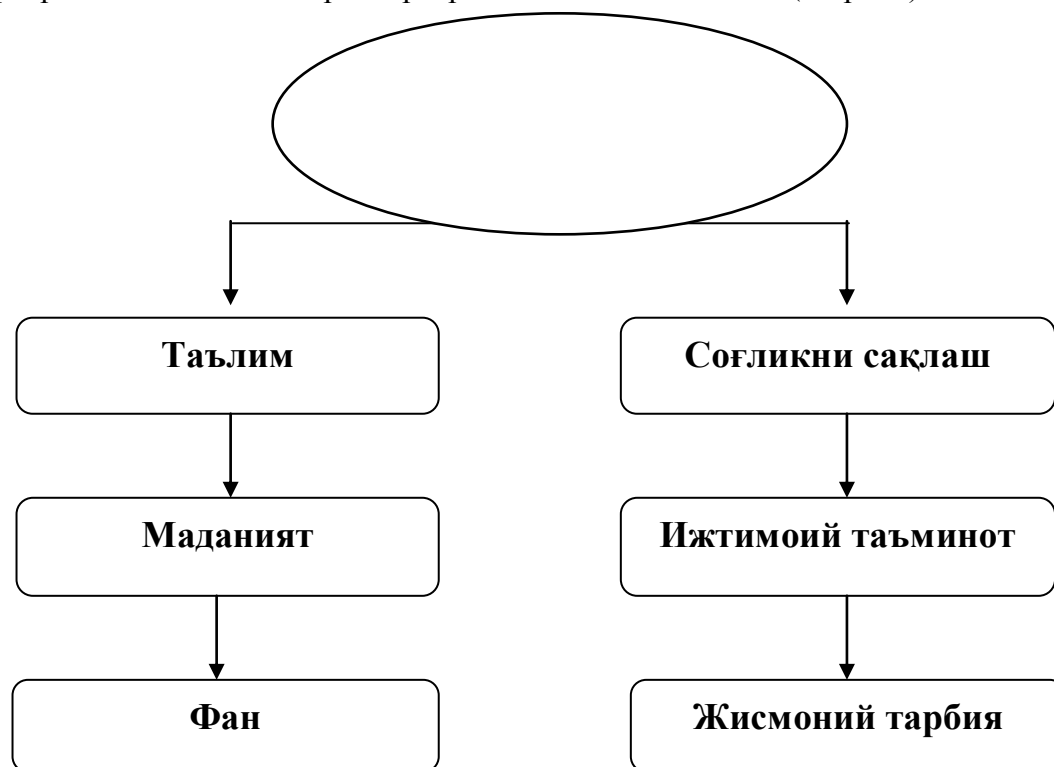 Таълим
Соғликни сақлаш
Маданият
Ижтимоий таъминот
Фан
Жисмоний тарбия